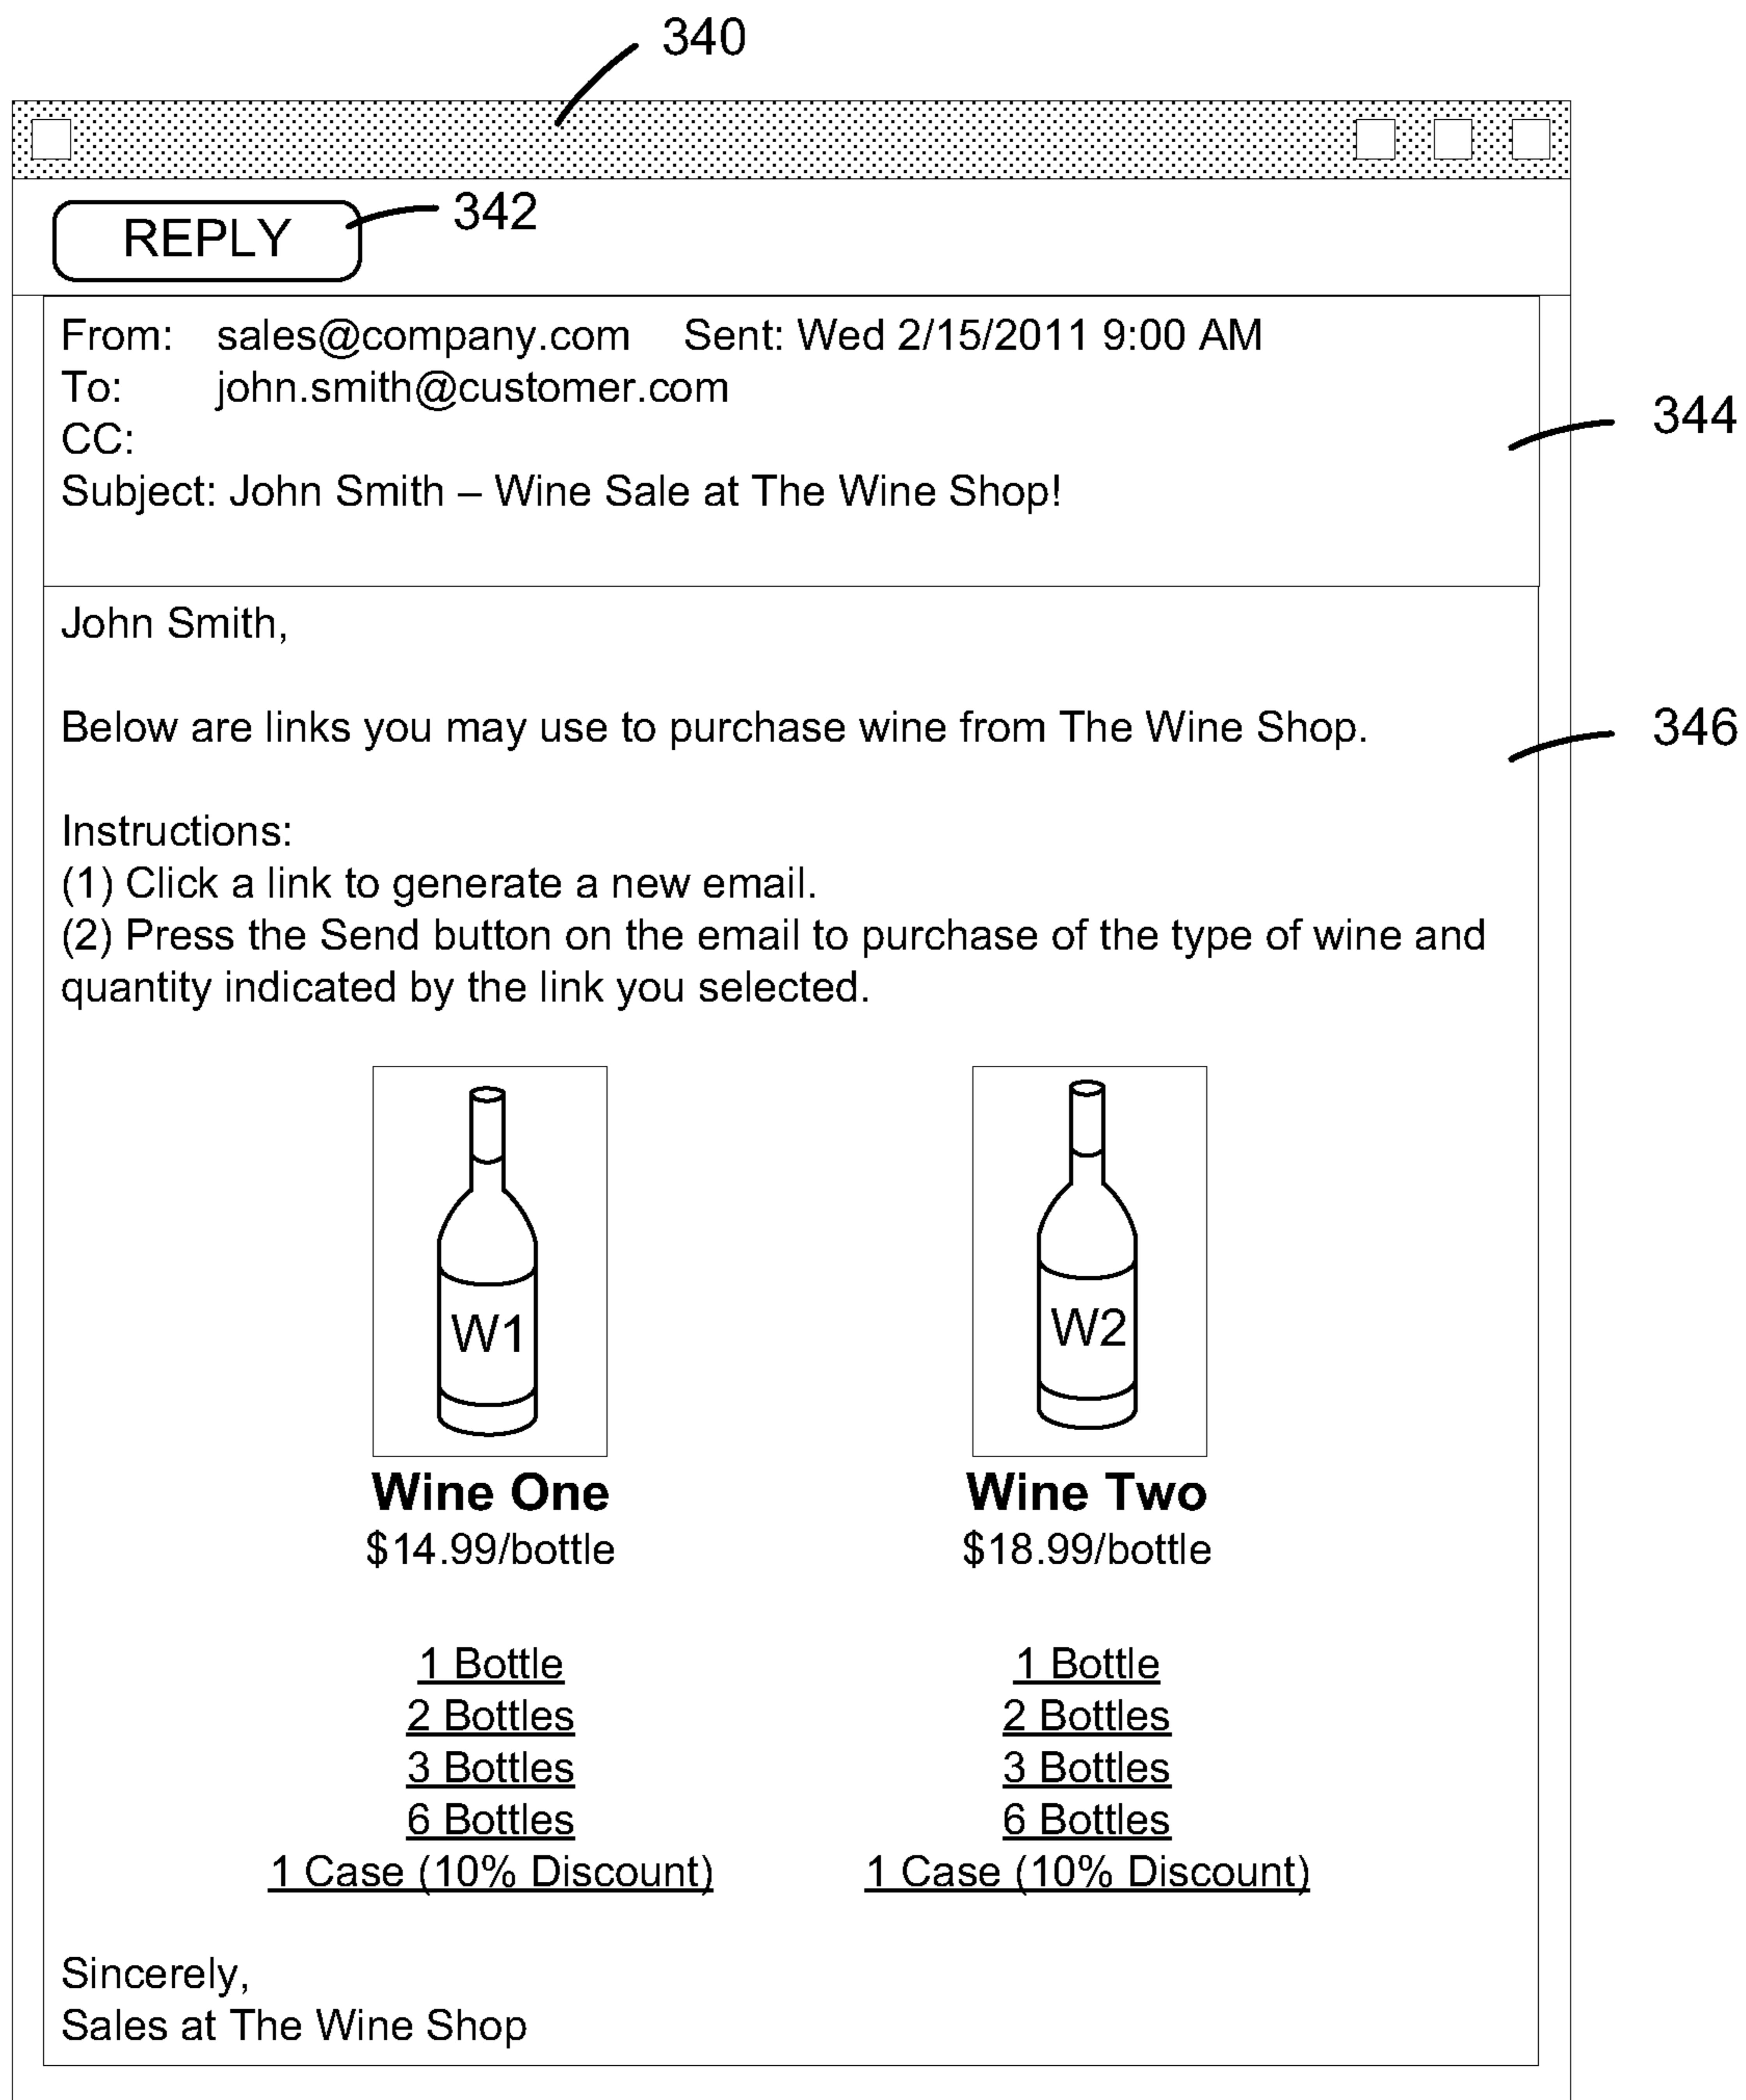 340
REPLY 342
From: sales@company.com Sent: Wed 2/15/2011 9:00 AM
To: john.smith@customer.com
344
CC:
Subject: John Smith – Wine Sale at The Wine Shop!
John Smith,
Below are links you may use to purchase wine from The Wine Shop.
346
Instructions:
(1) Click a link to generate a new email.
(2) Press the Send button on the email to purchase of the type of wine and
quantity indicated by the link you selected.
W1 W2
Wine One Wine Two
$14.99/bottle $18.99/bottle
1 Bottle 1 Bottle
2 Bottles 2 Bottles
3 Bottles 3 Bottles
6 Bottles 6 Bottles
1 Case (10% Discount) 1 Case (10% Discount)
Sincerely,
Sales at The Wine Shop